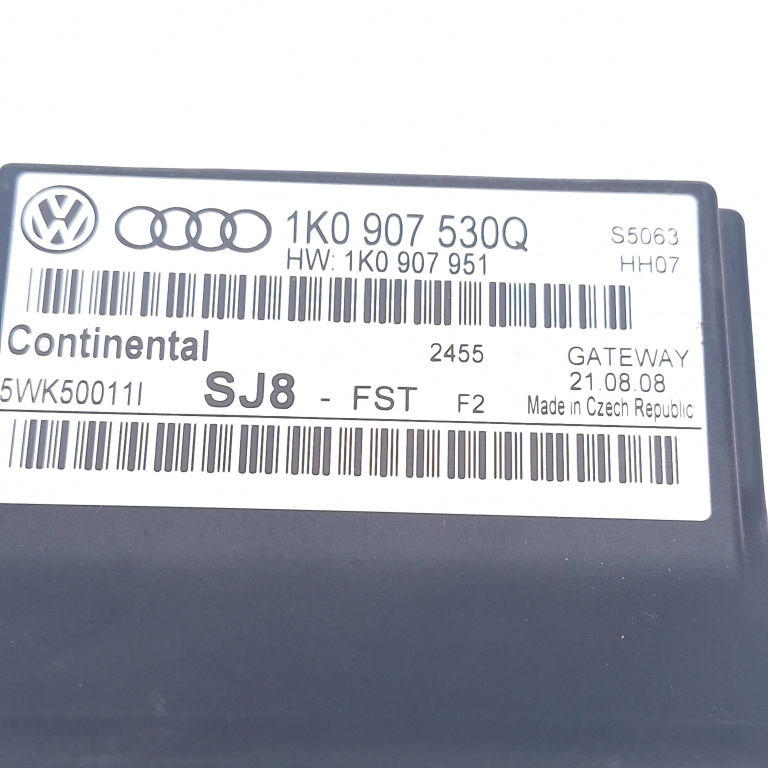 1K0 907 530Q S5063
HW: 1K0 907 951 HH07
Continental 2455 GATEWAY
5WK50011I SJ8 - FST F2 21.08.08
Made in Czech Republic